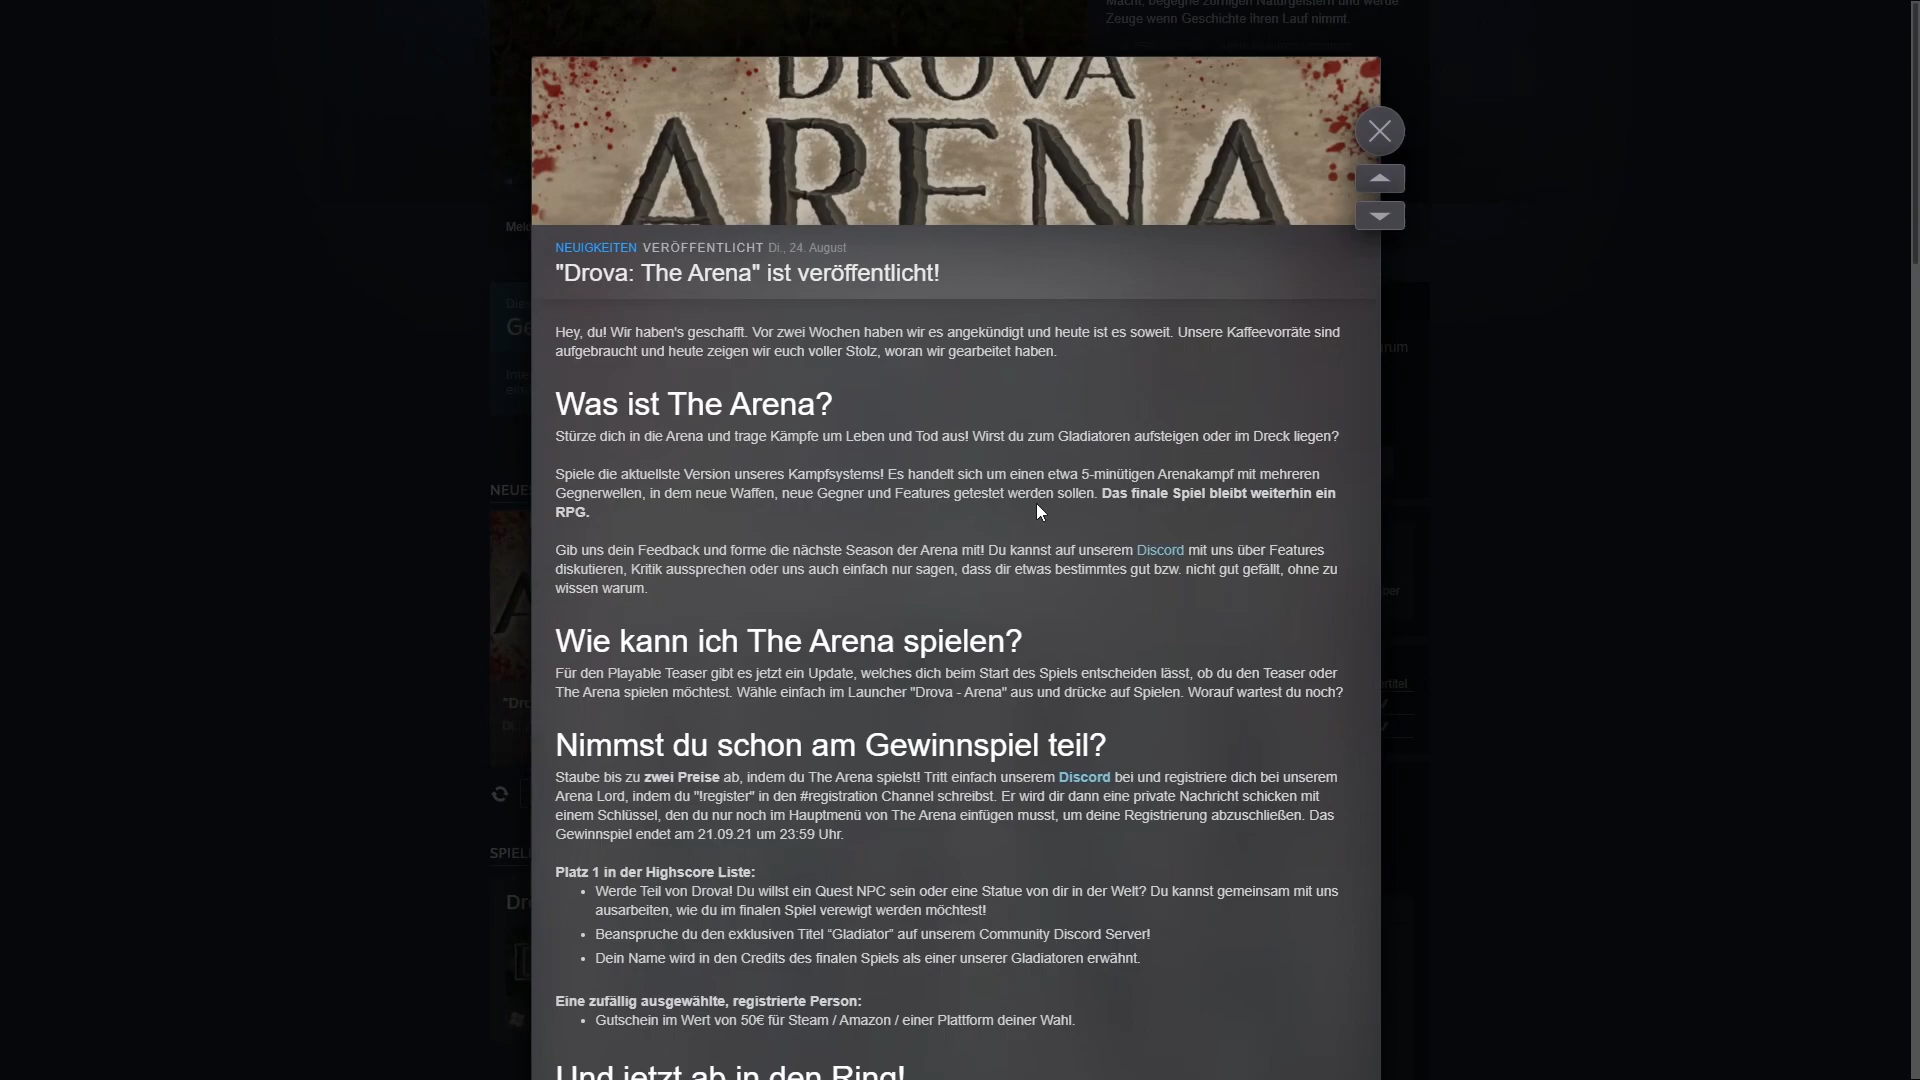 Macht, begegne zürnigen Naturgeistern und werde
Zeuge wenn Geschichte ihren Lauf nimmt.
DROVA
ARENA
NEUIGKEITEN VERÖFFENTLICHT Di., 24. August
"Drova: The Arena" ist veröffentlicht!
Hey, du! Wir haben's geschafft. Vor zwei Wochen haben wir es angekündigt und heute ist es soweit. Unsere Kaffeevorräte sind
aufgebraucht und heute zeigen wir euch voller Stolz, woran wir gearbeitet haben.
Was ist The Arena?
Stürze dich in die Arena und trage Kämpfe um Leben und Tod aus! Wirst du zum Gladiatoren aufsteigen oder im Dreck liegen?
Spiele die aktuellste Version unseres Kampfsystems! Es handelt sich um einen etwa 5-minütigen Arenakampf mit mehreren
Gegnerwellen, in dem neue Waffen, neue Gegner und Features getestet werden sollen. Das finale Spiel bleibt weiterhin ein
RPG.
Gib uns dein Feedback und forme die nächste Season der Arena mit! Du kannst auf unserem Discord mit uns über Features
diskutieren, Kritik aussprechen oder uns auch einfach nur sagen, dass dir etwas bestimmtes gut bzw. nicht gut gefällt, ohne zu
wissen warum.
Wie kann ich The Arena spielen?
Für den Playable Teaser gibt es jetzt ein Update, welches dich beim Start des Spiels entscheiden lässt, ob du den Teaser oder
The Arena spielen möchtest. Wähle einfach im Launcher "Drova - Arena" aus und drücke auf Spielen. Worauf wartest du noch?
Nimmst du schon am Gewinnspiel teil?
Staube bis zu zwei Preise ab, indem du The Arena spielst! Tritt einfach unserem Discord bei und registriere dich bei unserem
Arena Lord, indem du "!register" in den #registration Channel schreibst. Er wird dir dann eine private Nachricht schicken mit
einem Schlüssel, den du nur noch im Hauptmenü von The Arena einfügen musst, um deine Registrierung abzuschließen. Das
Gewinnspiel endet am 21.09.21 um 23:59 Uhr.
Platz 1 in der Highscore Liste:
• Werde Teil von Drova! Du willst ein Quest NPC sein oder eine Statue von dir in der Welt? Du kannst gemeinsam mit uns
ausarbeiten, wie du im finalen Spiel verewigt werden möchtest!
• Beanspruche du den exklusiven Titel “Gladiator” auf unserem Community Discord Server!
• Dein Name wird in den Credits des finalen Spiels als einer unserer Gladiatoren erwähnt.
Eine zufällig ausgewählte, registrierte Person:
• Gutschein im Wert von 50€ für Steam / Amazon / einer Plattform deiner Wahl.
Und jetzt ab in den Ring!